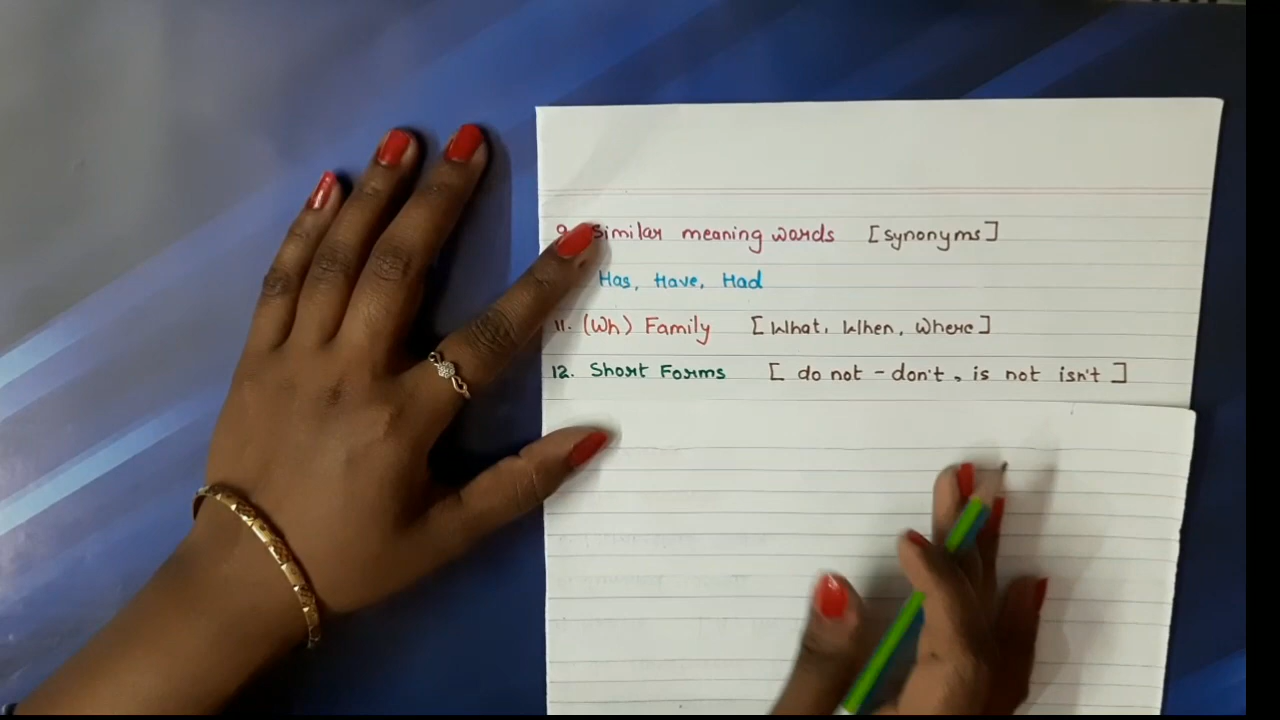 9. Similar meaning words [synonyms]
Has, Have, Had
11. (Wh) Family [What, When, Where]
12. Short Forms [ do not - don't, is not isn't ]